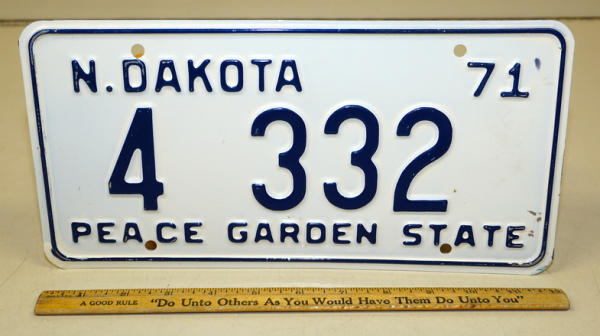 N.DAKOTA 71
4 332
PEACE GARDEN STATE
A GOOD RULE "Do Unto Others As You Would Have Them Do Unto You"